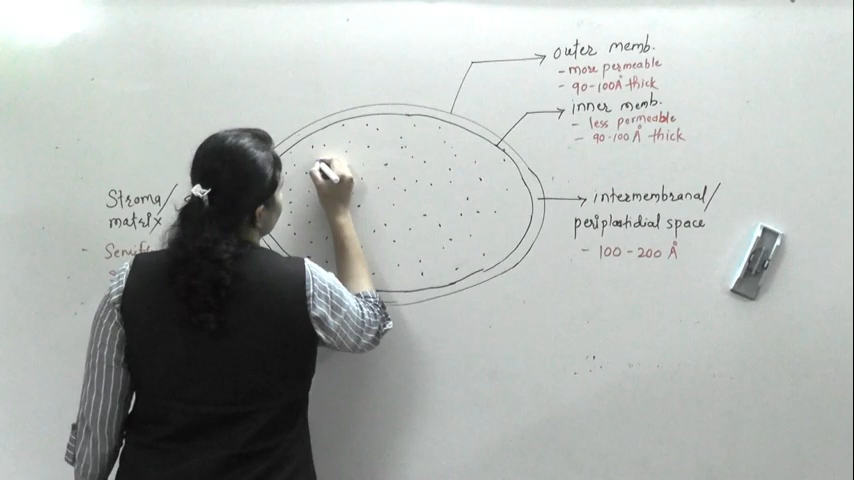 outer memb.
- more permeable
- 90-100Å thick
inner memb.
- less permeable
- 90-100 Å thick
Stroma/
matrix
intermembranal/
periplastidial space
- 100-200 Å